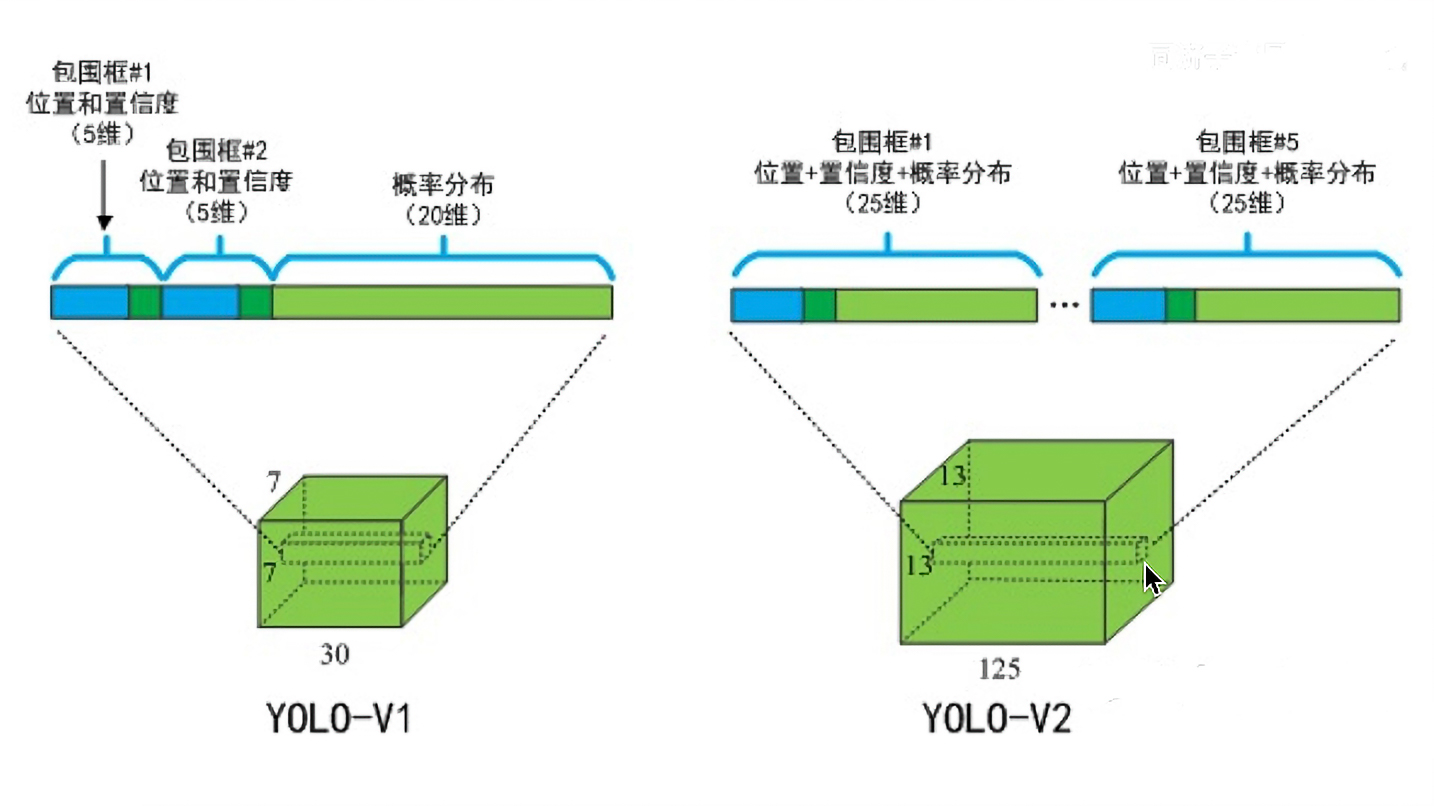 包围框#1
位置和置信度
（5维）
包围框#2
位置和置信度
（5维）
概率分布
（20维）
7
7
30
YOLO-V1
包围框#1
位置+置信度+概率分布
（25维）
包围框#5
位置+置信度+概率分布
（25维）
...
13
13
125
YOLO-V2